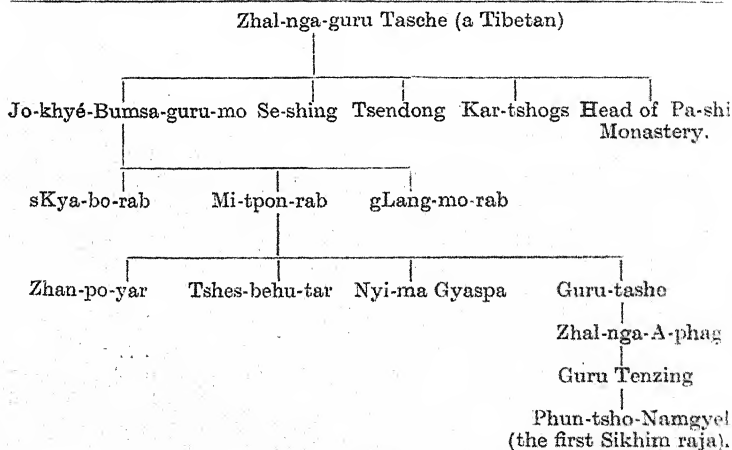 Zhal-nga-guru Tasche (a Tibetan)
Jo-khyé-Bumsa-guru-mo Se-shing Tsendong Kar-tshogs Head of Pa-shi
Monastery.
sKya-bo-rab Mi-tpon-rab gLang-mo-rab
Zhan-po-yar Tshes-behu-tar Nyi-ma Gyaspa Guru-tashe
Zhal-nga-A-phag
Guru Tenzing
Phun-tsho-Namgyel
(the first Sikhim raja).